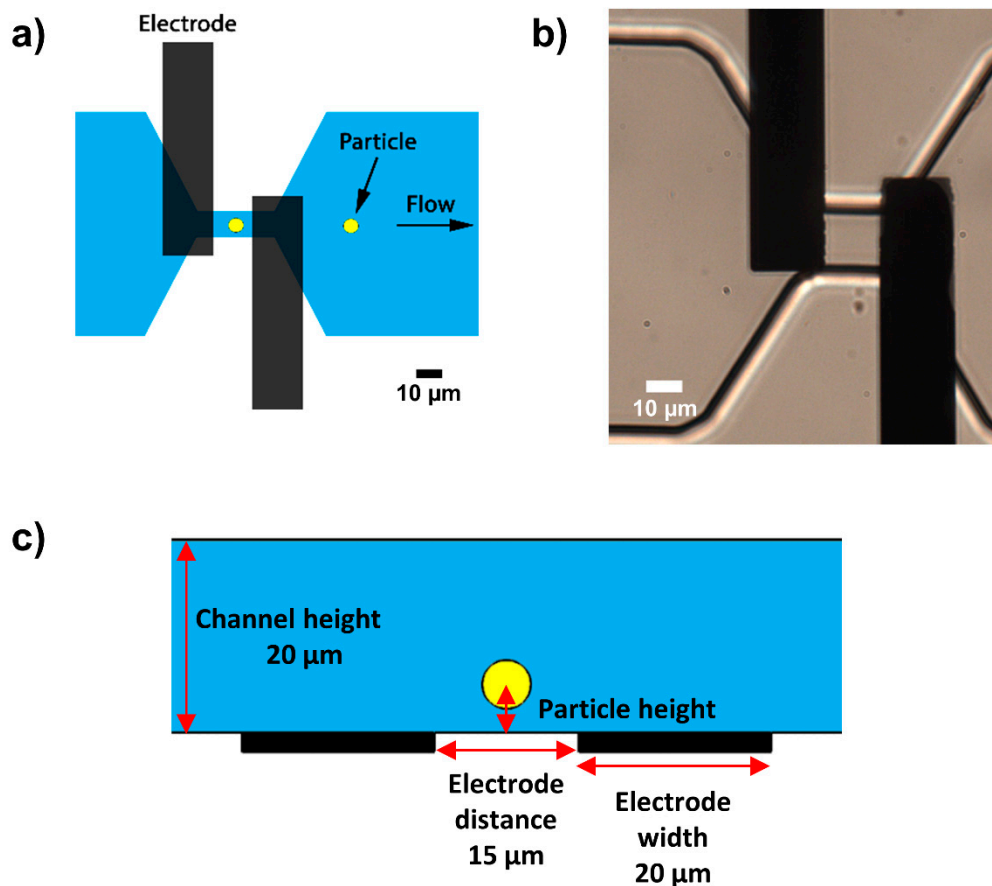 a)
Electrode
Particle
Flow
10 µm
b)
10 µm
c)
Channel height
20 µm
Particle height
Electrode
distance
15 µm
Electrode
width
20 µm